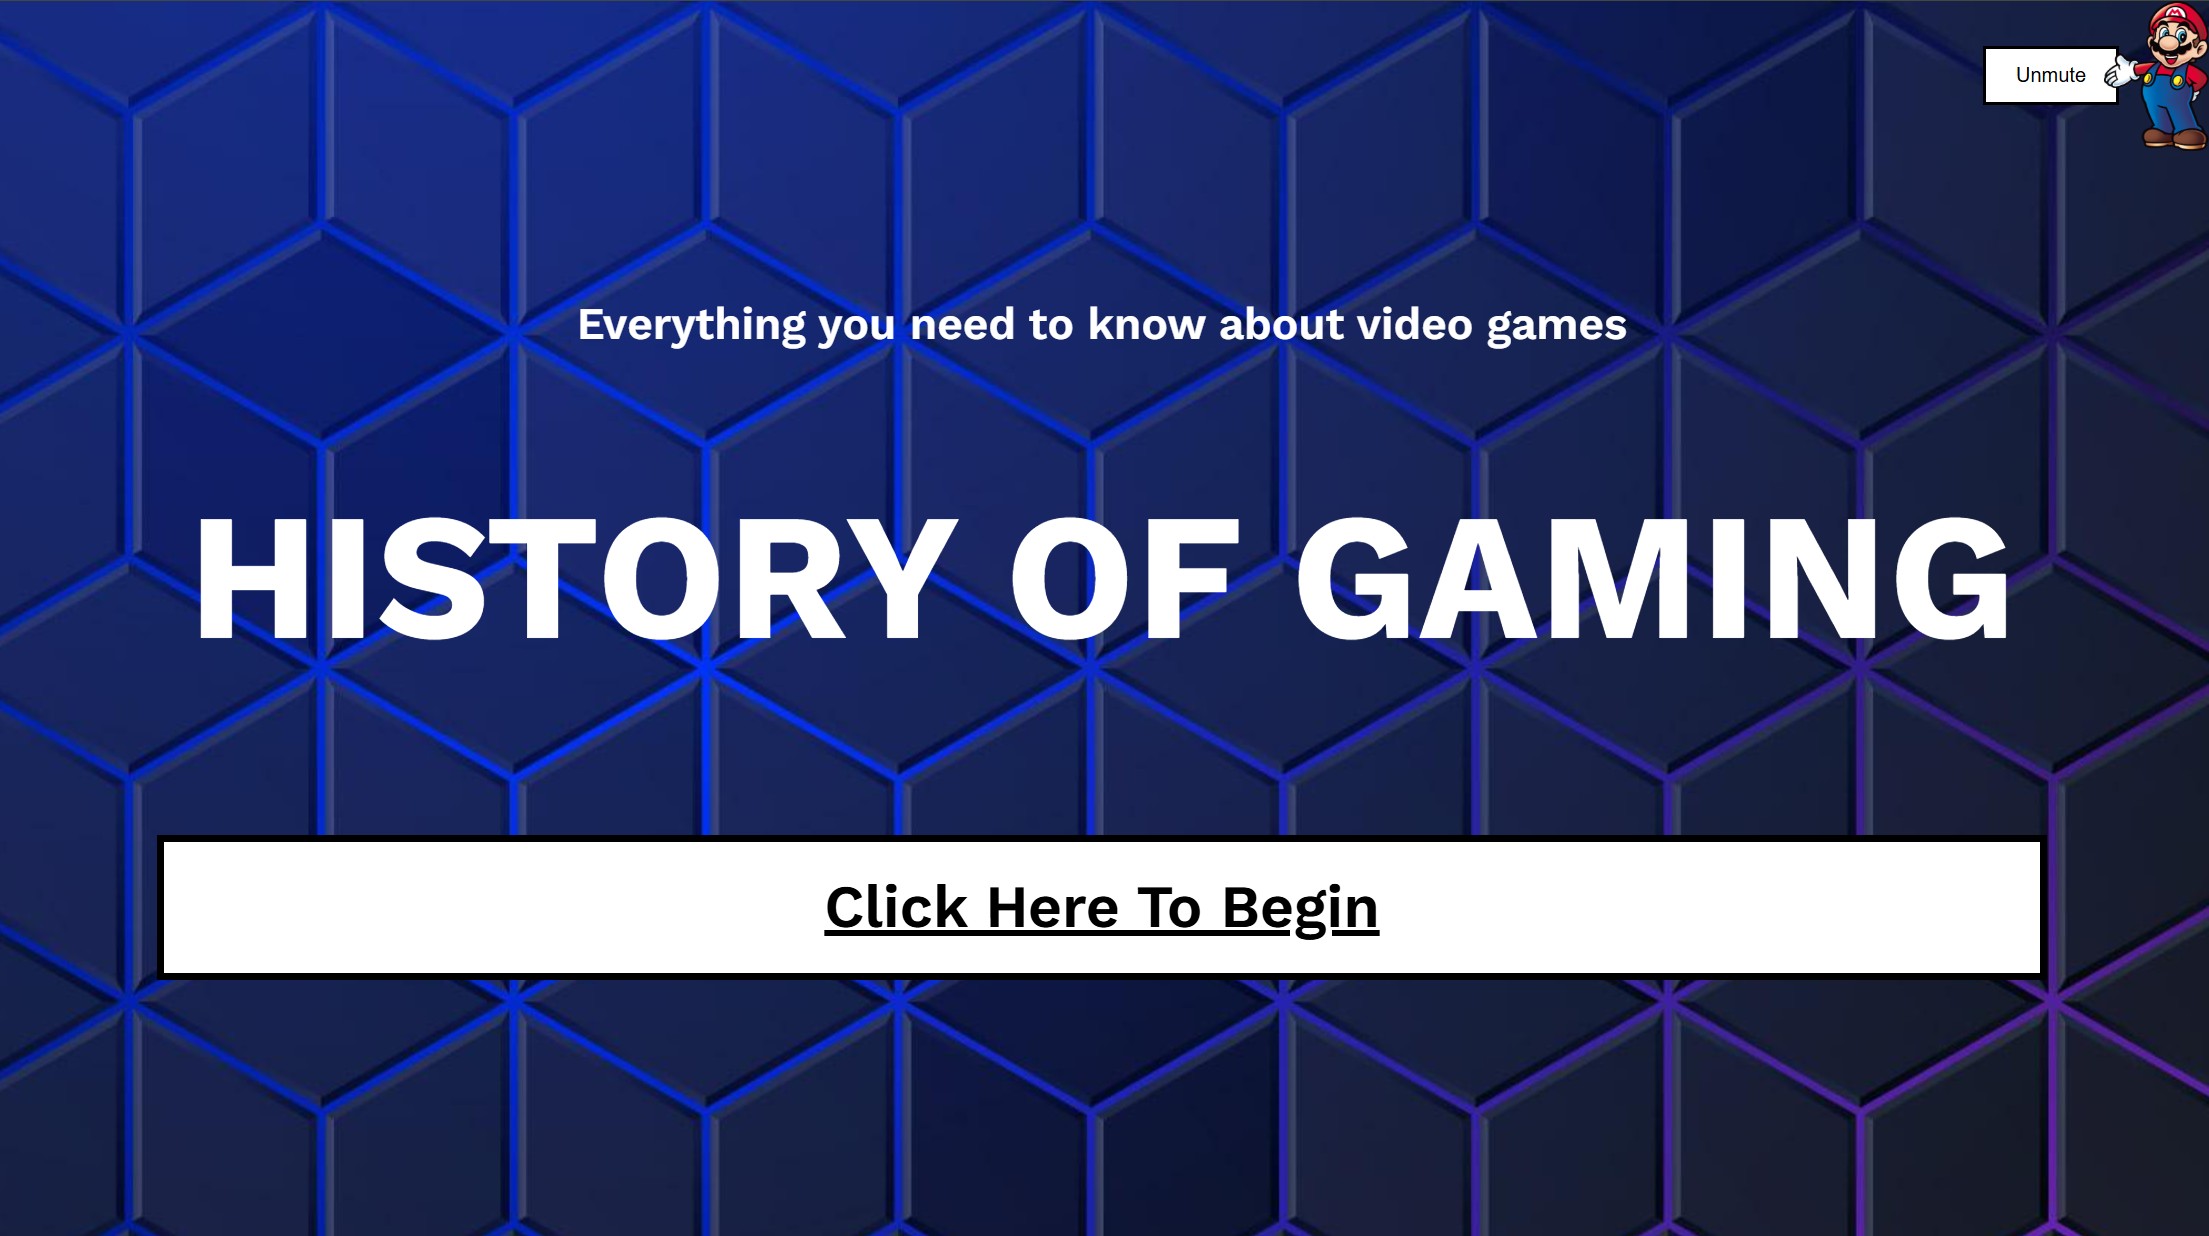 Unmute
Everything you need to know about video games
HISTORY OF GAMING
Click Here To Begin